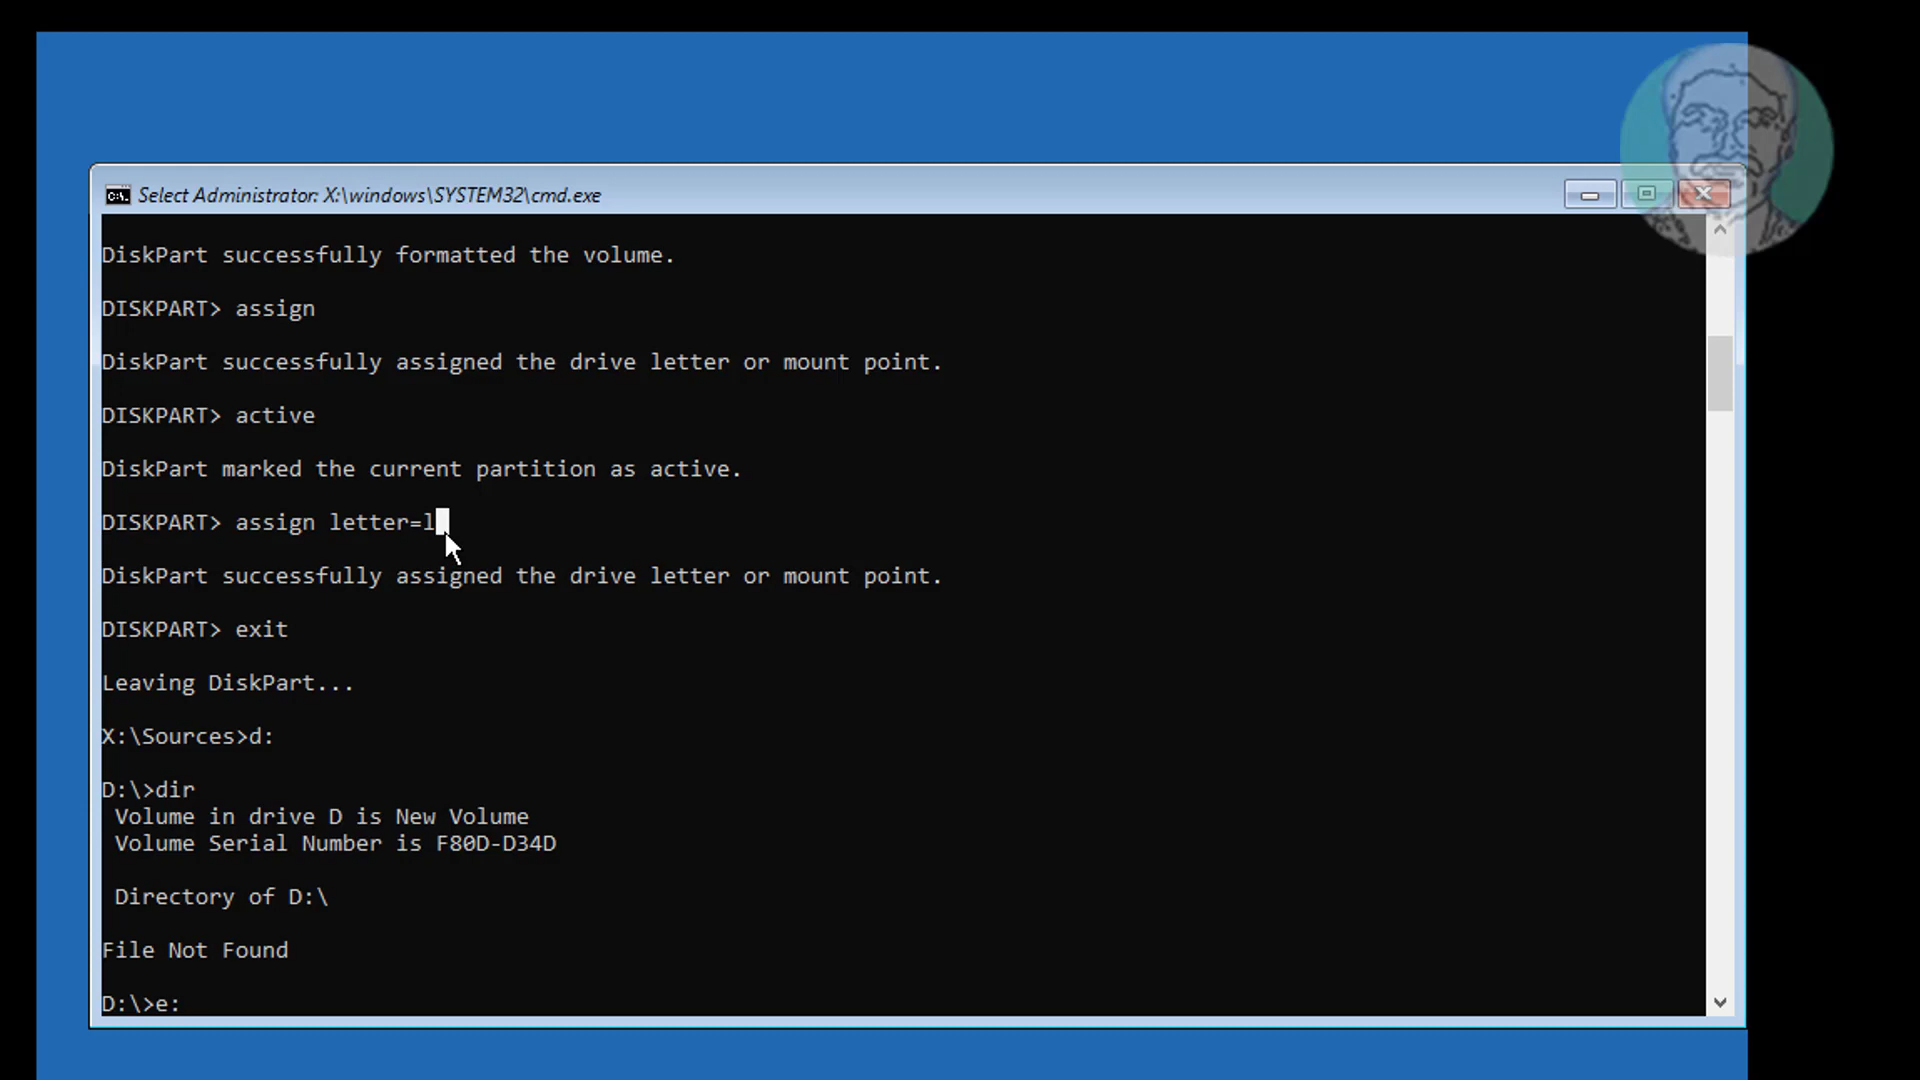 Select Administrator: X:\windows\SYSTEM32\cmd.exe
DiskPart successfully formatted the volume.
DISKPART> assign
DiskPart successfully assigned the drive letter or mount point.
DISKPART> active
DiskPart marked the current partition as active.
DISKPART> assign letter=l
DiskPart successfully assigned the drive letter or mount point.
DISKPART> exit
Leaving DiskPart...
X:\Sources>d:
D:\>dir
Volume in drive D is New Volume
Volume Serial Number is F80D-D34D
Directory of D:\
File Not Found
D:\>e: